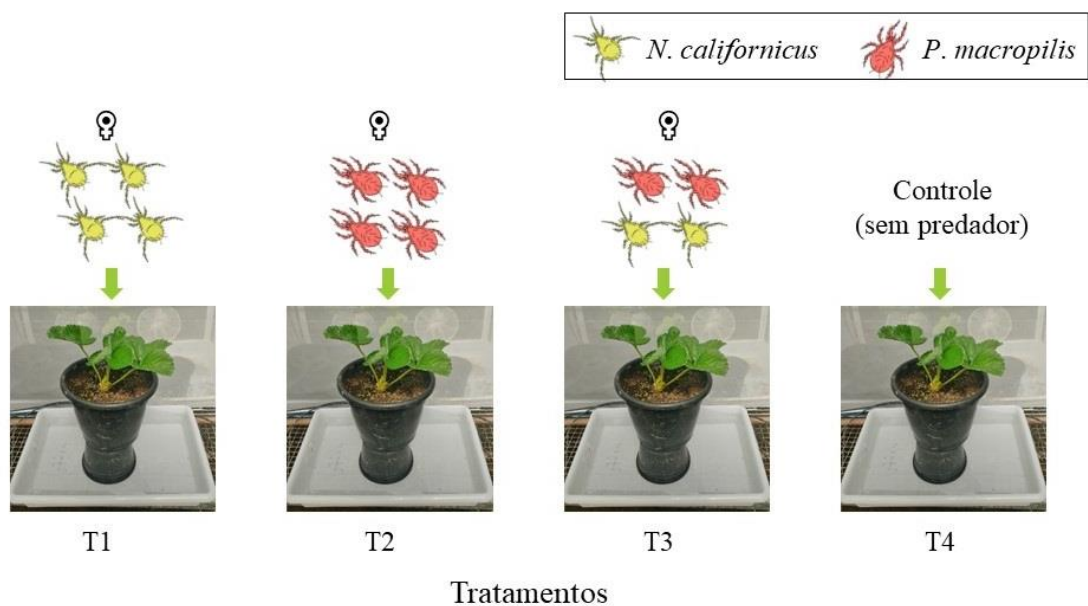 N. californicus P. macropilis
Controle
(sem predador)
T1 T2 T3 T4
Tratamentos